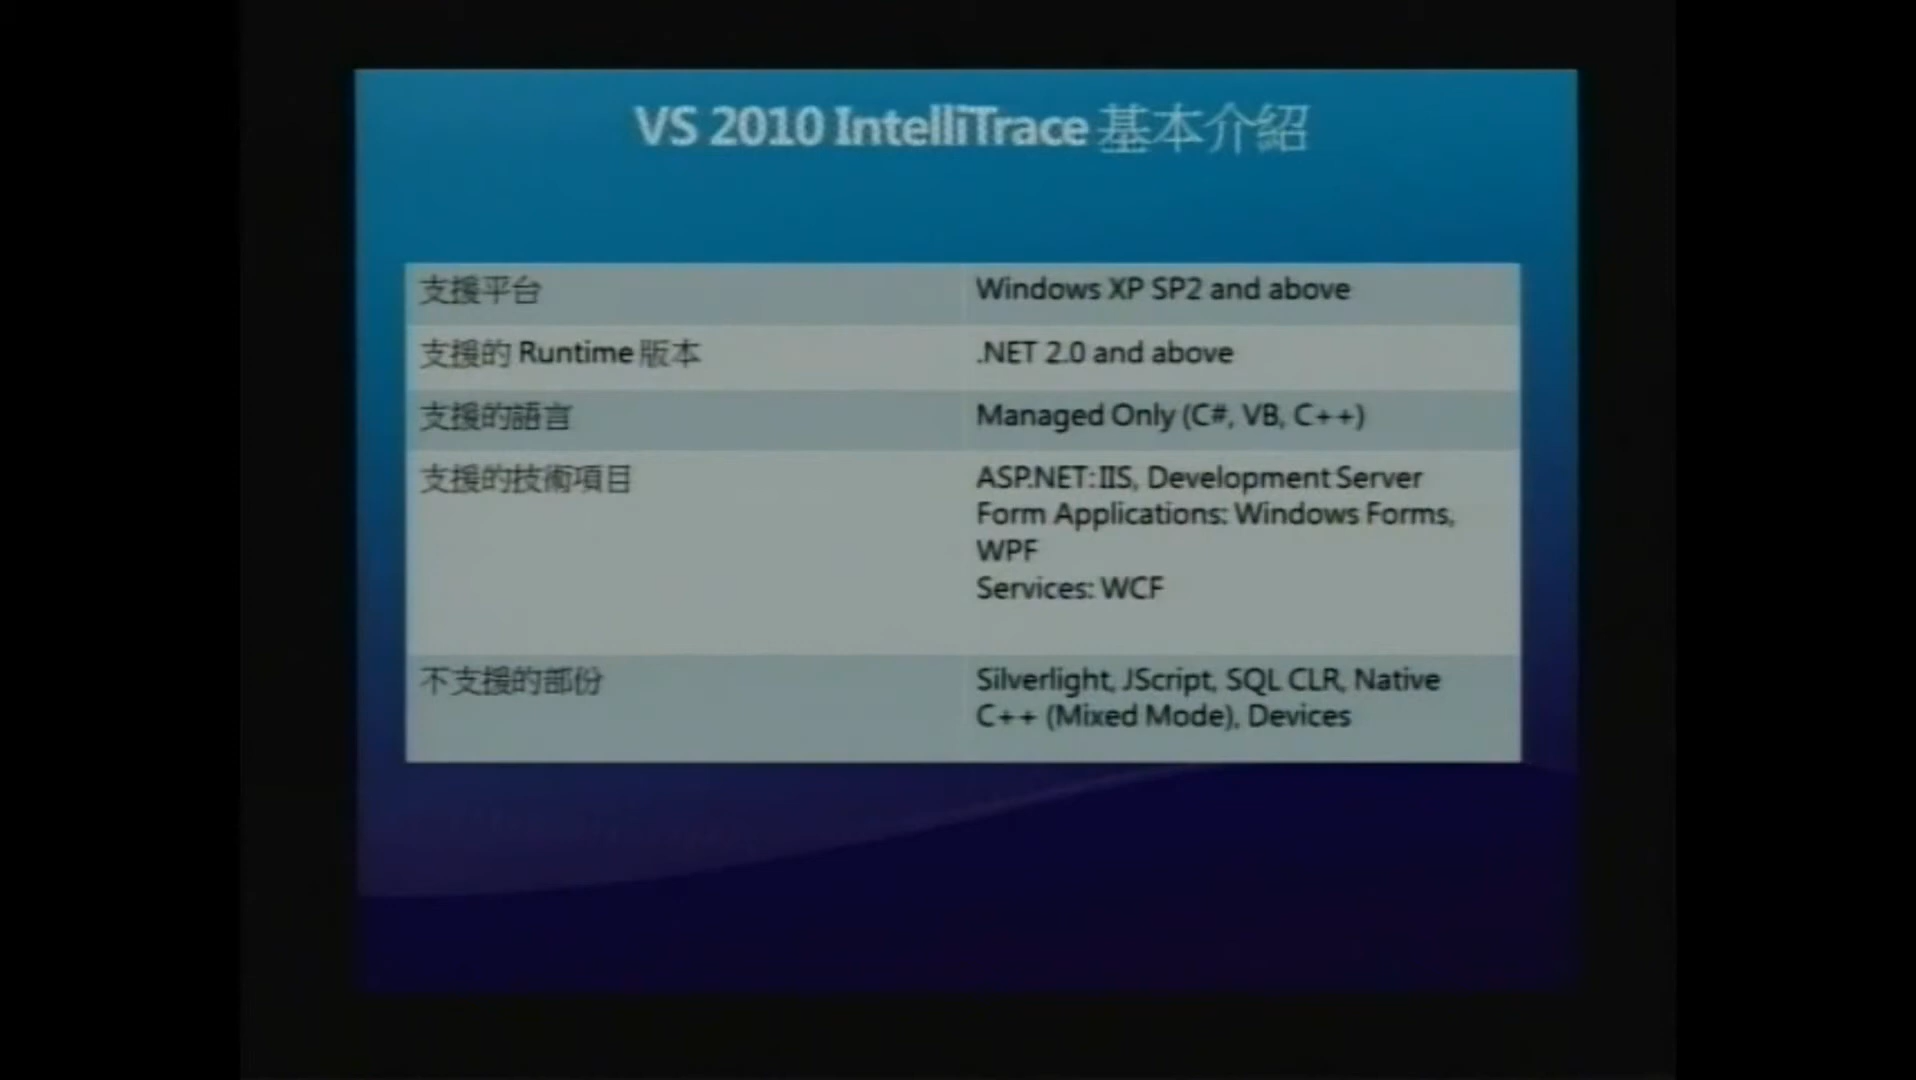 VS 2010 IntelliTrace 基本介紹
支援平台
Windows XP SP2 and above
支援的 Runtime 版本
.NET 2.0 and above
支援的語言
Managed Only (C#, VB, C++)
支援的技術項目
ASP.NET: IIS, Development Server
Form Applications: Windows Forms,
WPF
Services: WCF
不支援的部份
Silverlight, JScript, SQL CLR, Native
C++ (Mixed Mode), Devices